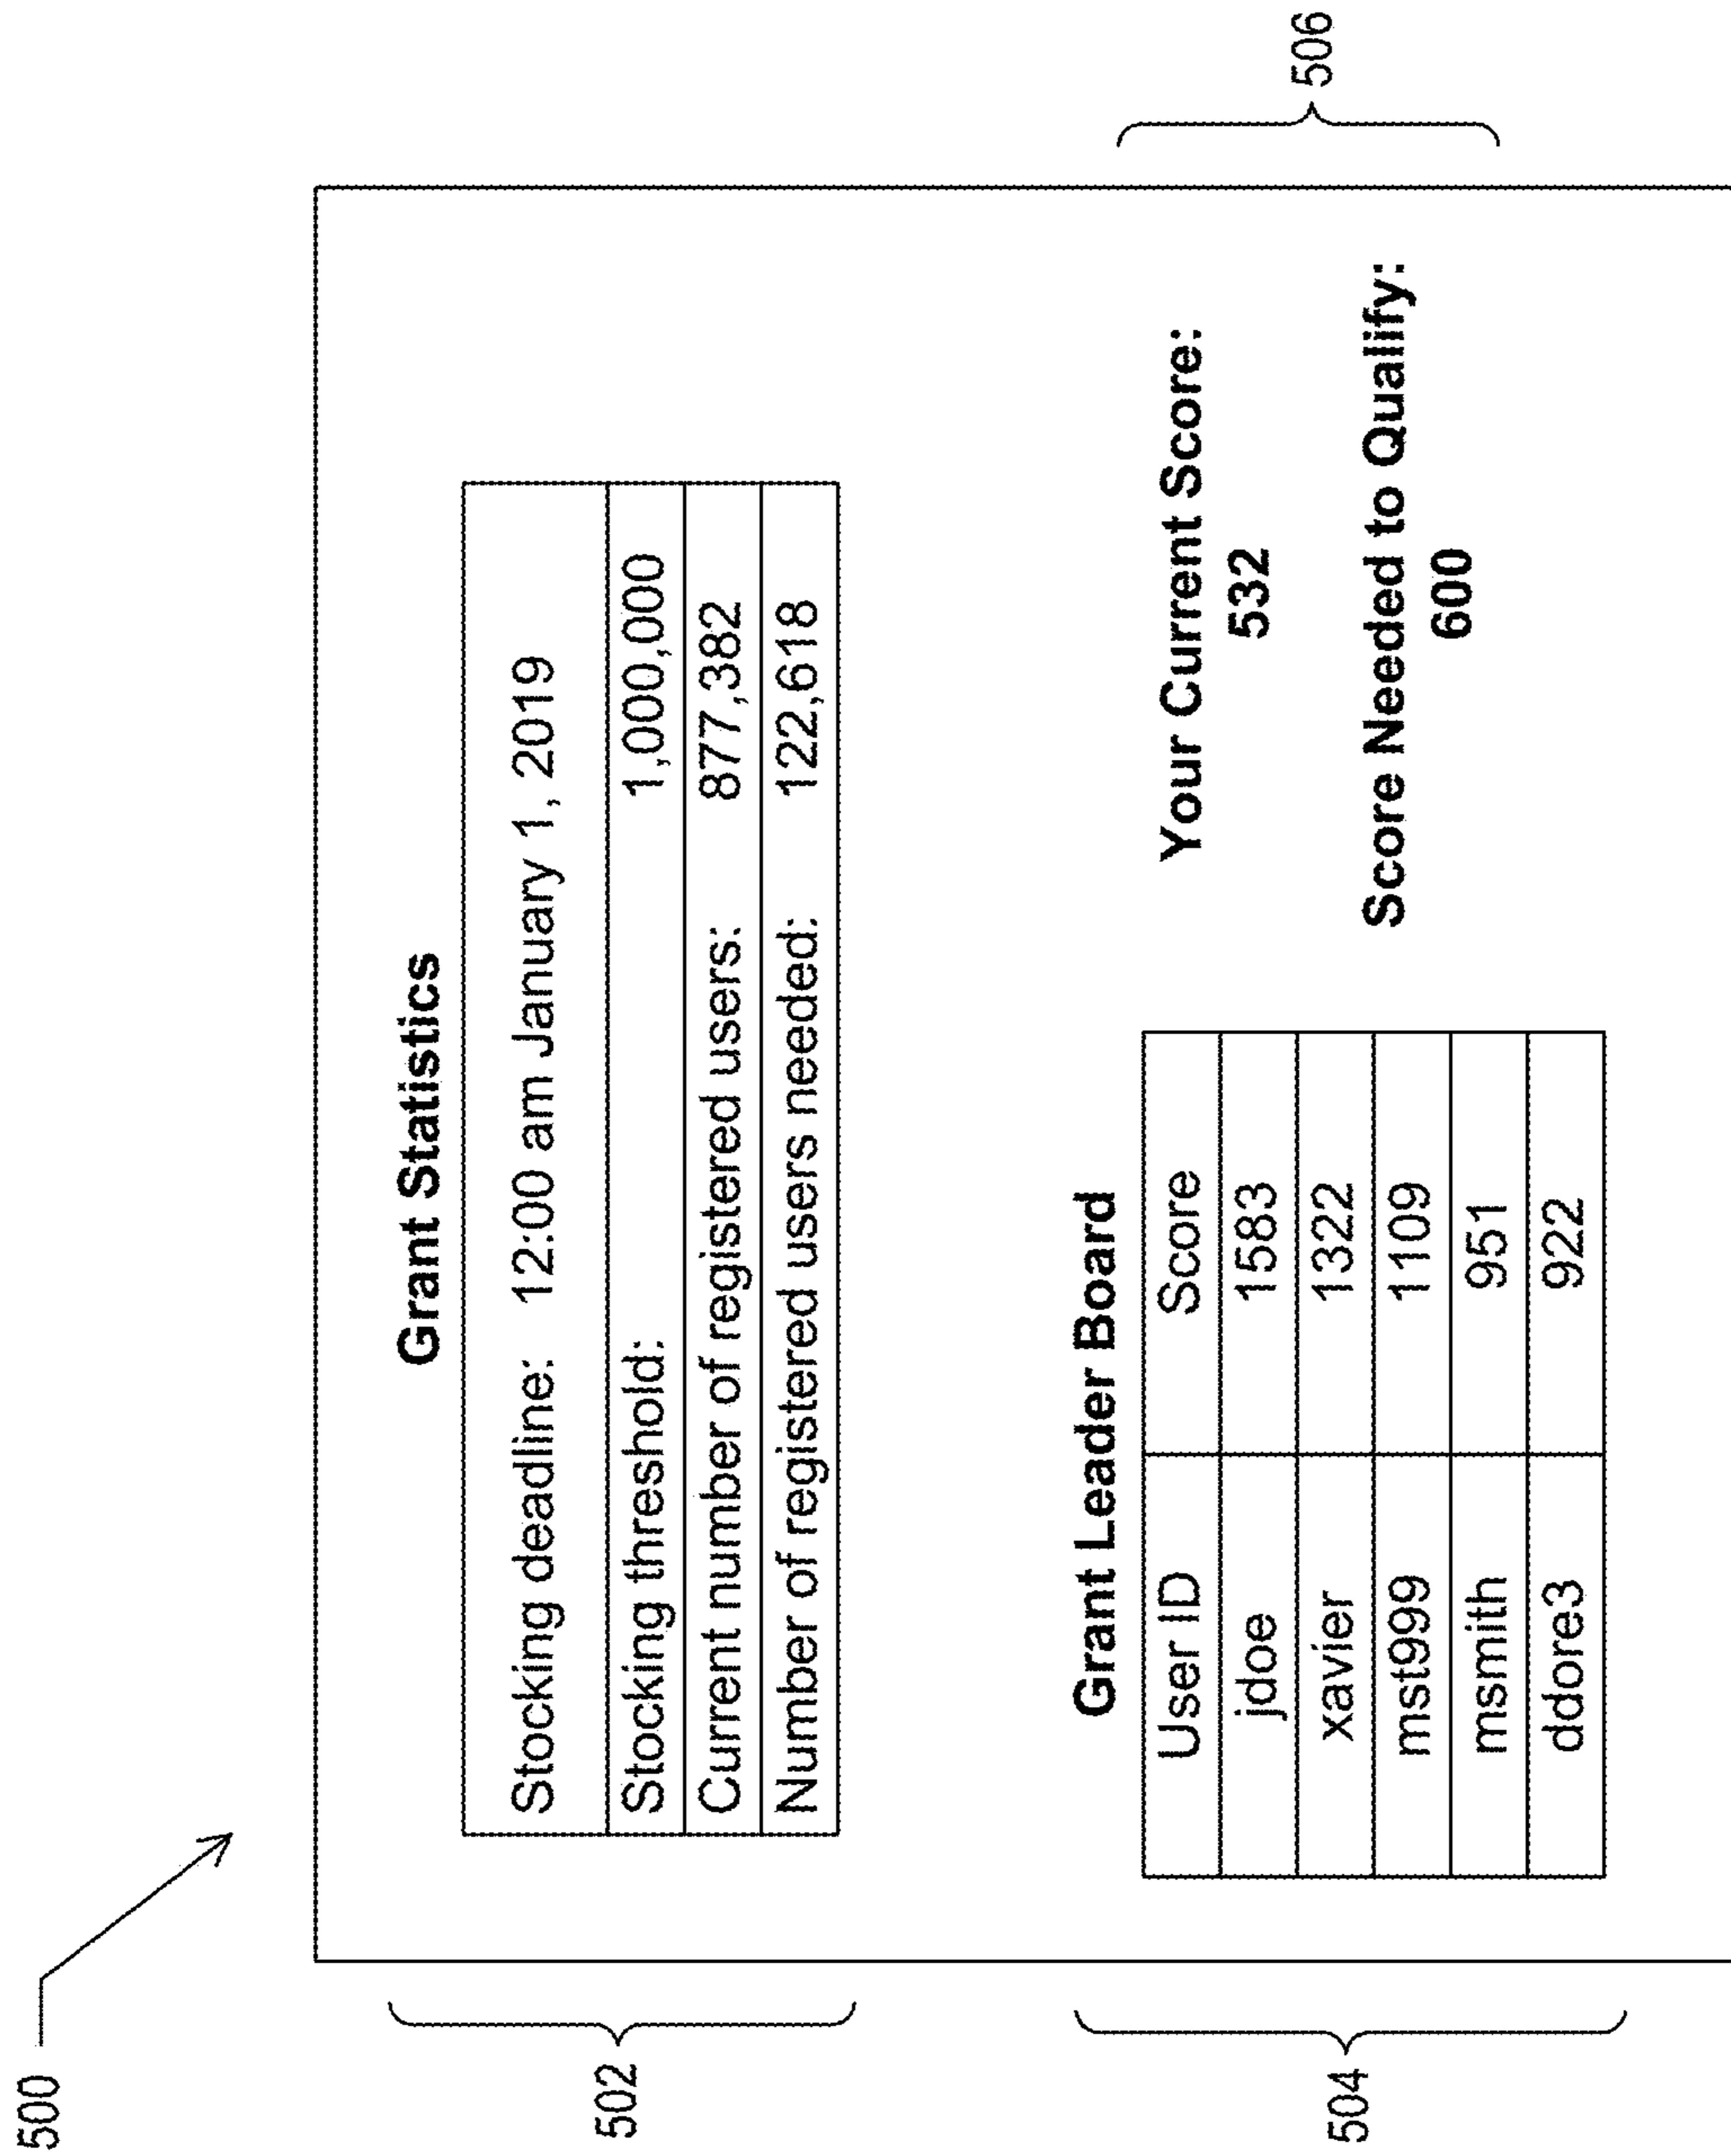 500
502
Grant Statistics
Stocking deadline: 12:00 am January 1, 2019
Stocking threshold: 1,000,000
Current number of registered users: 877,382
Number of registered users needed: 122,618
504
Grant Leader Board
User ID Score
jdoe 1583
xavier 1322
mst999 1109
msmith 951
ddore3 922
Your Current Score:
532
Score Needed to Qualify:
600
506